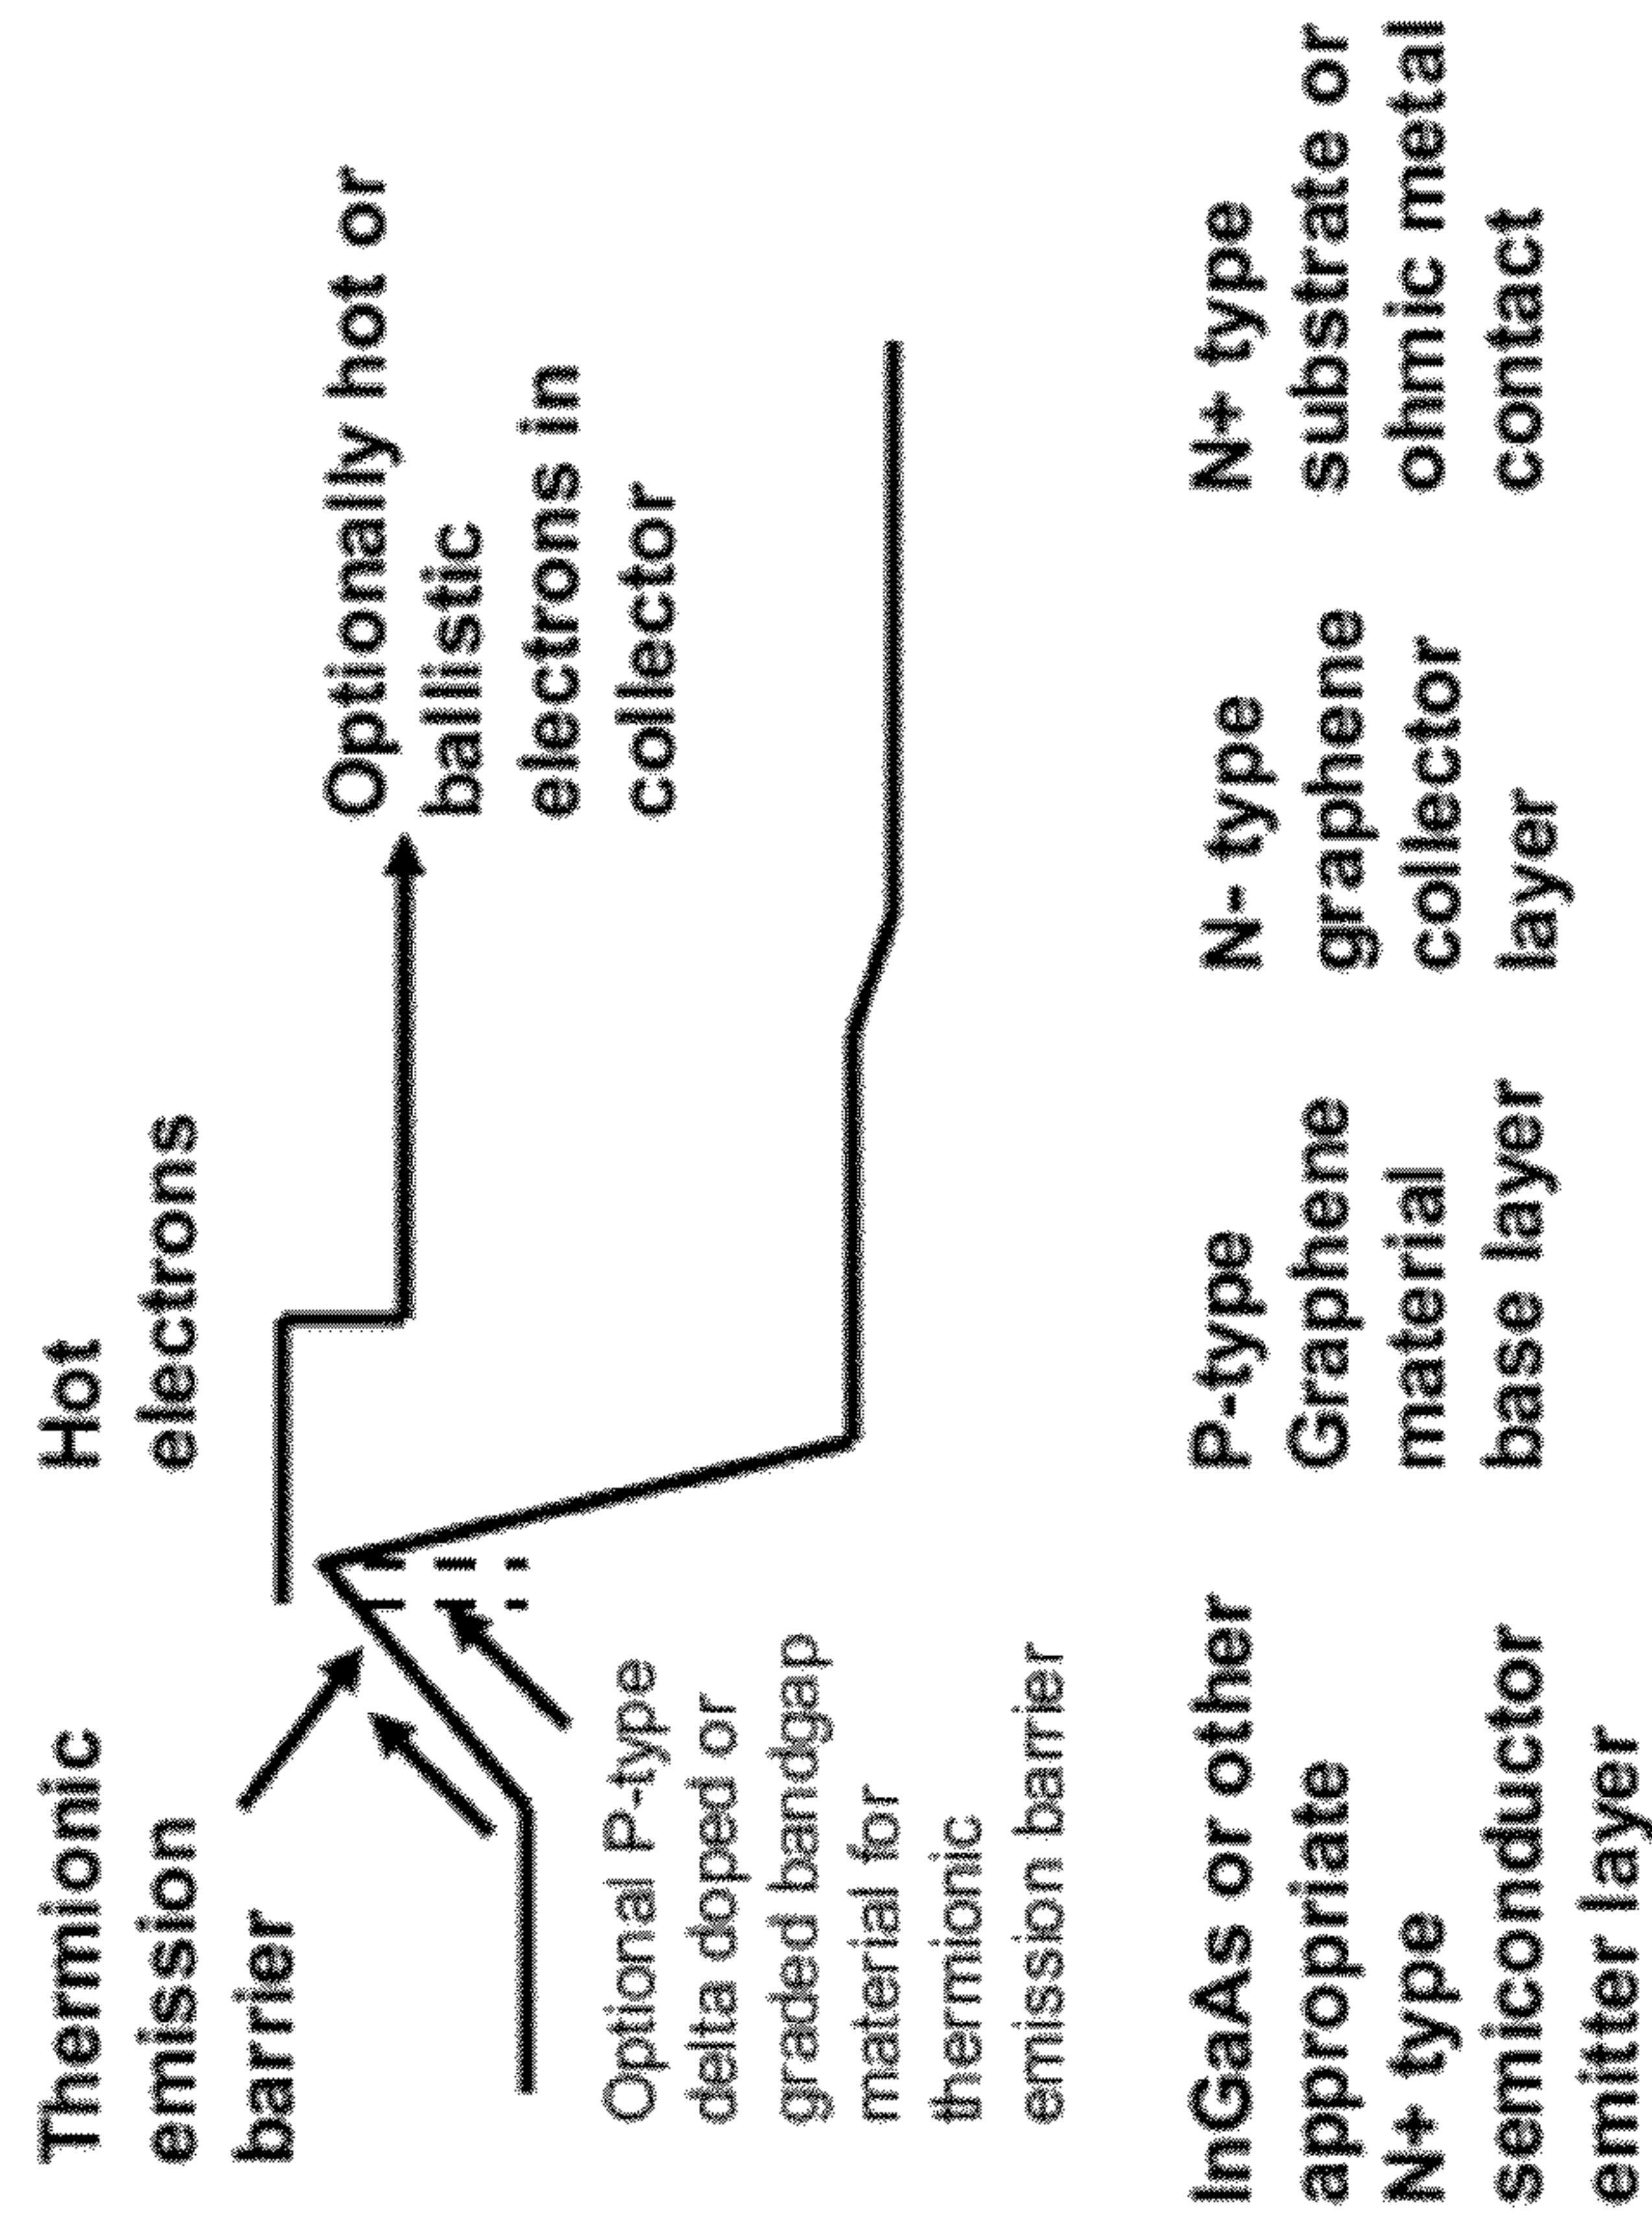 Thermionic
emission
barrier
Hot
electrons
Optionally hot or
ballistic
electrons in
collector
Optional P-type
delta doped or
graded bandgap
material for
thermionic
emission barrier
InGaAs or other
appropriate
N+ type
semiconductor
emitter layer
P-type
Graphene
material
base layer
N- type
graphene
collector
layer
N+ type
substrate or
ohmic metal
contact